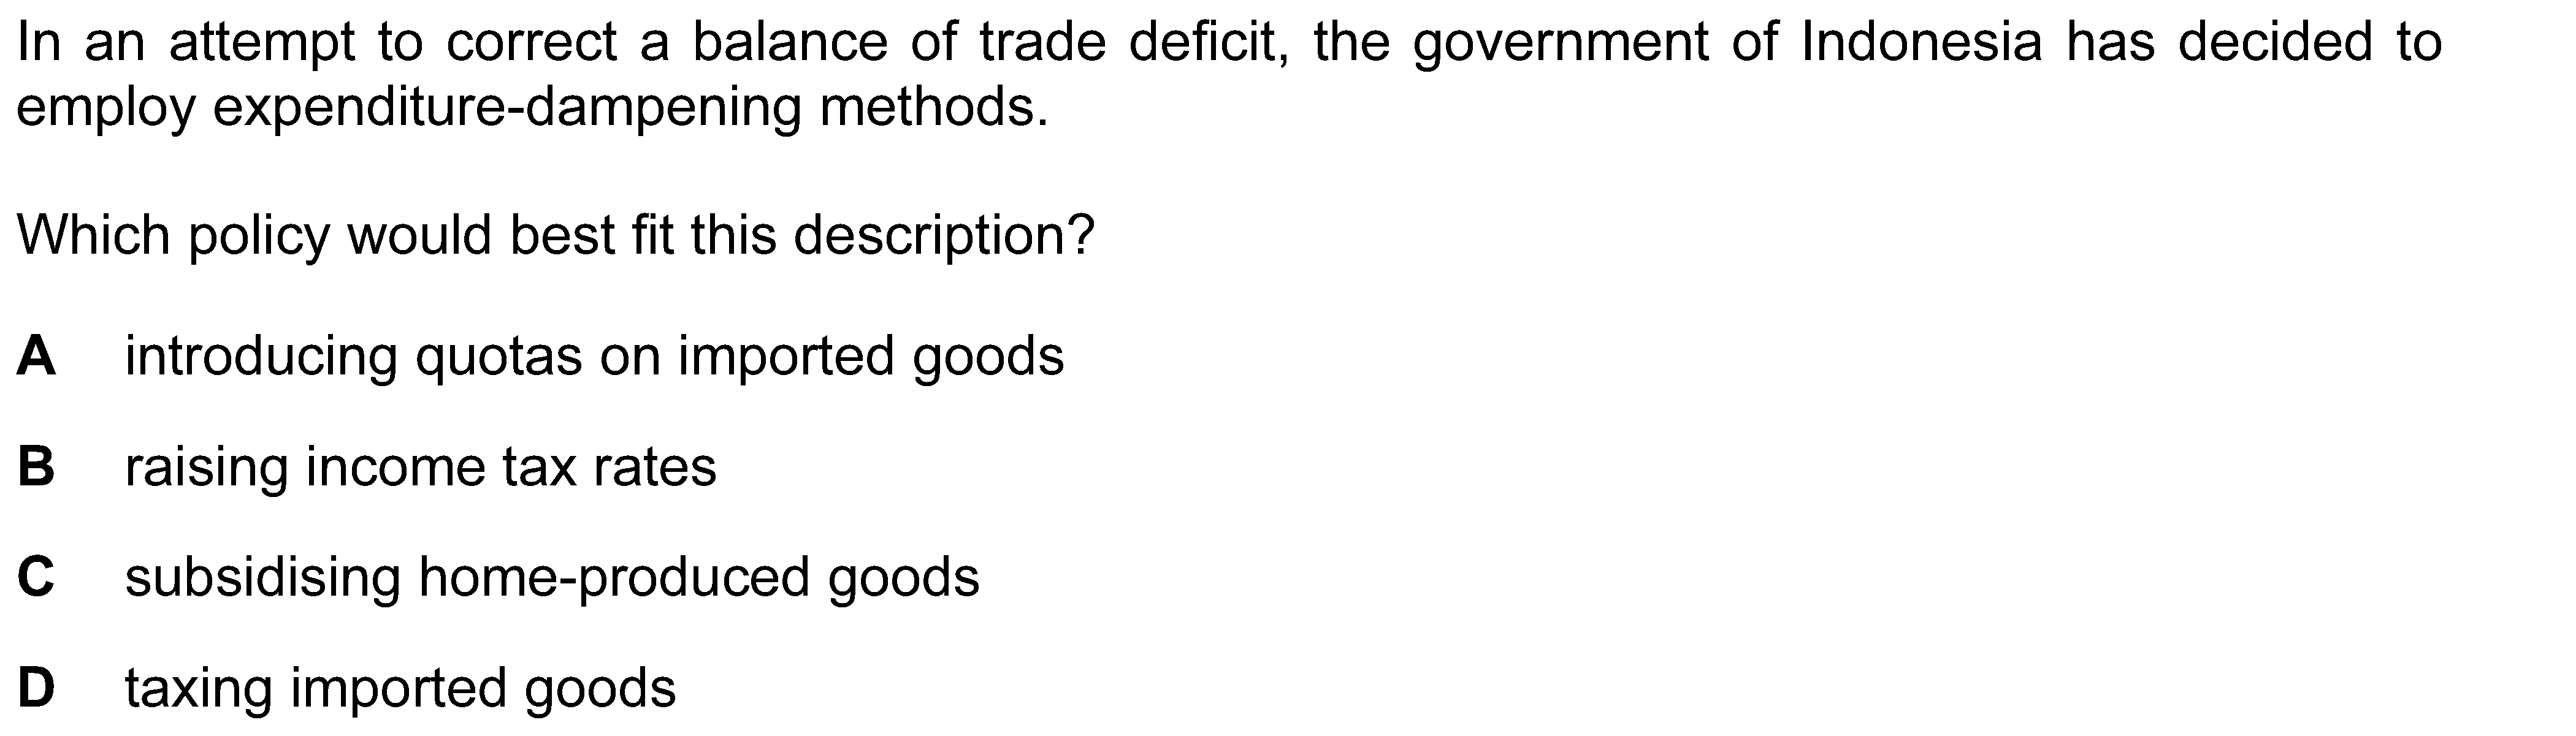 In an attempt to correct a balance of trade deficit, the government of Indonesia has decided to
employ expenditure-dampening methods.
Which policy would best fit this description?
A introducing quotas on imported goods
B raising income tax rates
C subsidising home-produced goods
D taxing imported goods